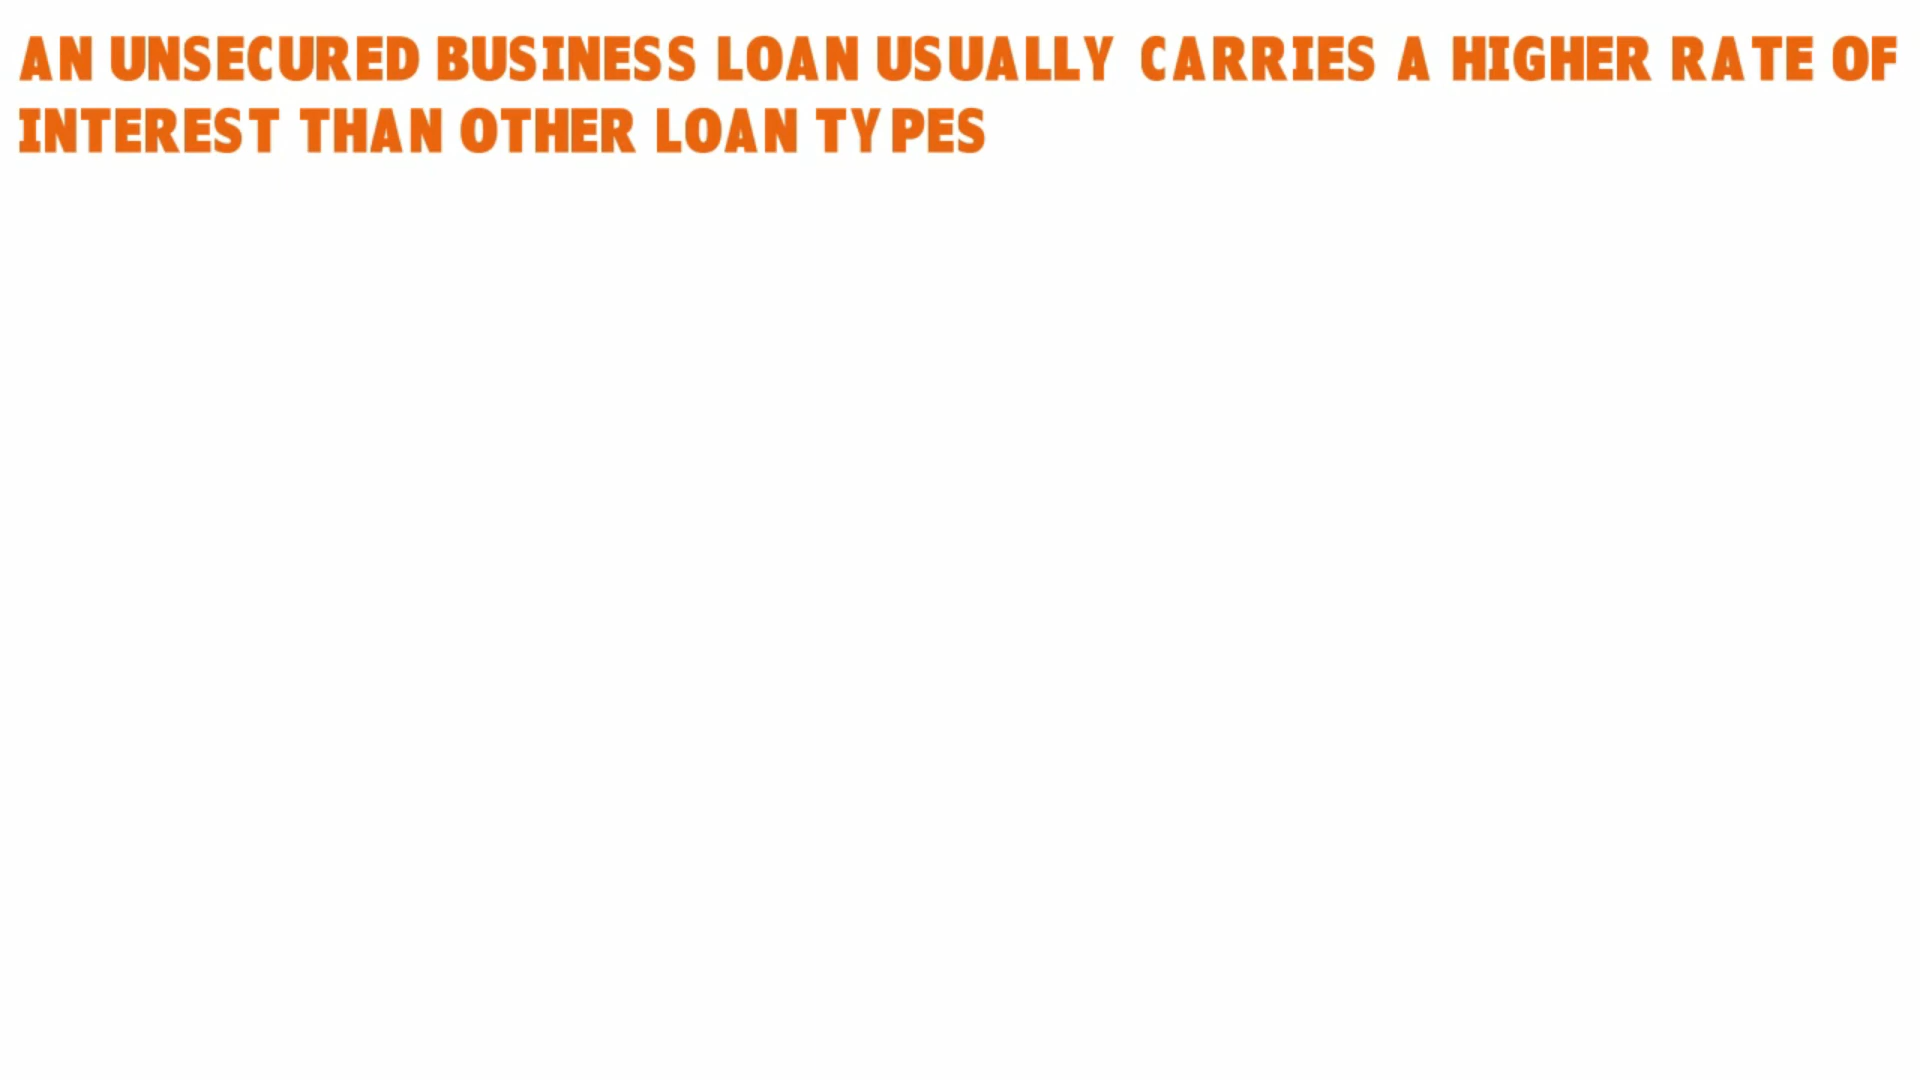 AN UNSECURED BUSINESS LOAN USUALLY CARRIES A HIGHER RATE OF
INTEREST THAN OTHER LOAN TYPES